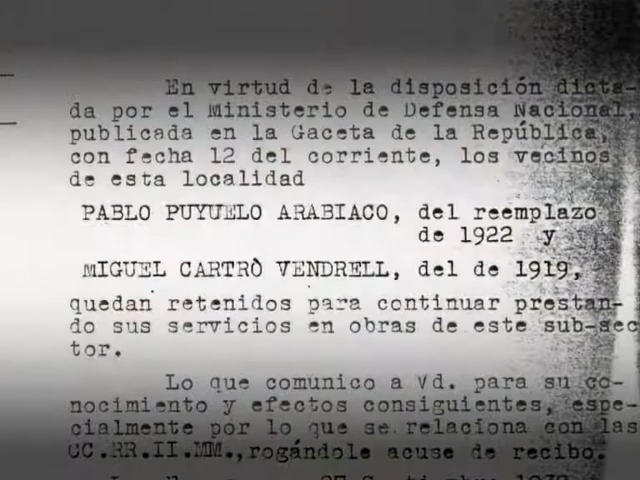 En virtud de la disposición dicta-
da por el Ministerio de Defensa Nacional,
publicada en la Gaceta de la República,
con fecha 12 del corriente, los vecinos
de esta localidad
PABLO PUYUELO ARABIACO, del reemplazo
de 1922 y
MIGUEL CARTRÒ VENDRELL, del de 1919,
quedan retenidos para continuar prestan-
do sus servicios en obras de este sub-sec
tor.
Lo que comunico a Vd. para su co-
nocimiento y efectos consiguientes, espe-
cialmente por lo que se relaciona con las
CC.RR.II.MM.,rogándole acuse de recibo.